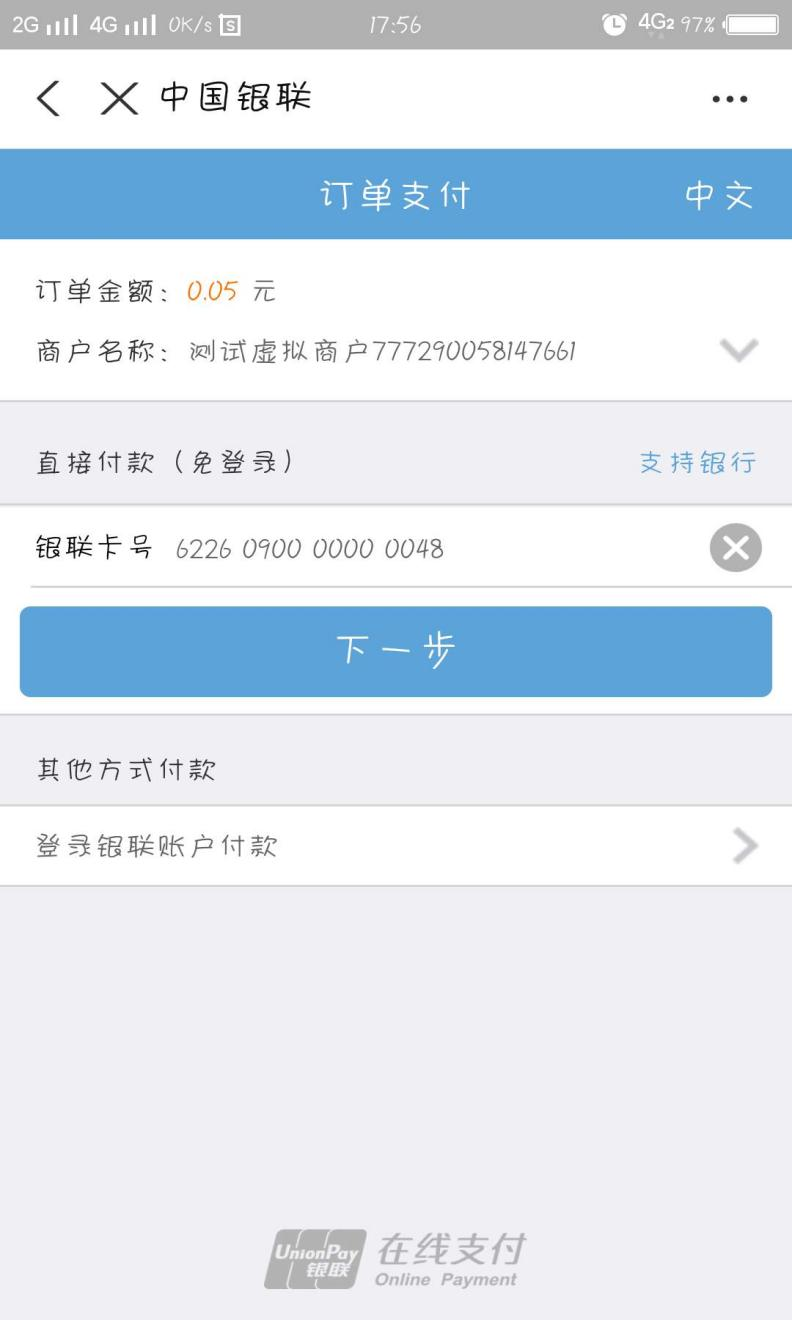 2G 4G 0K/s S 17:56 4G2 97%
中国银联
订单支付 中文
订单金额：0.05 元
商户名称：测试虚拟商户777290058147661
直接付款（免登录） 支持银行
银联卡号 6226 0900 0000 0048
下一步
其他方式付款
登录银联账户付款
UnionPay 银联 在线支付
Online Payment